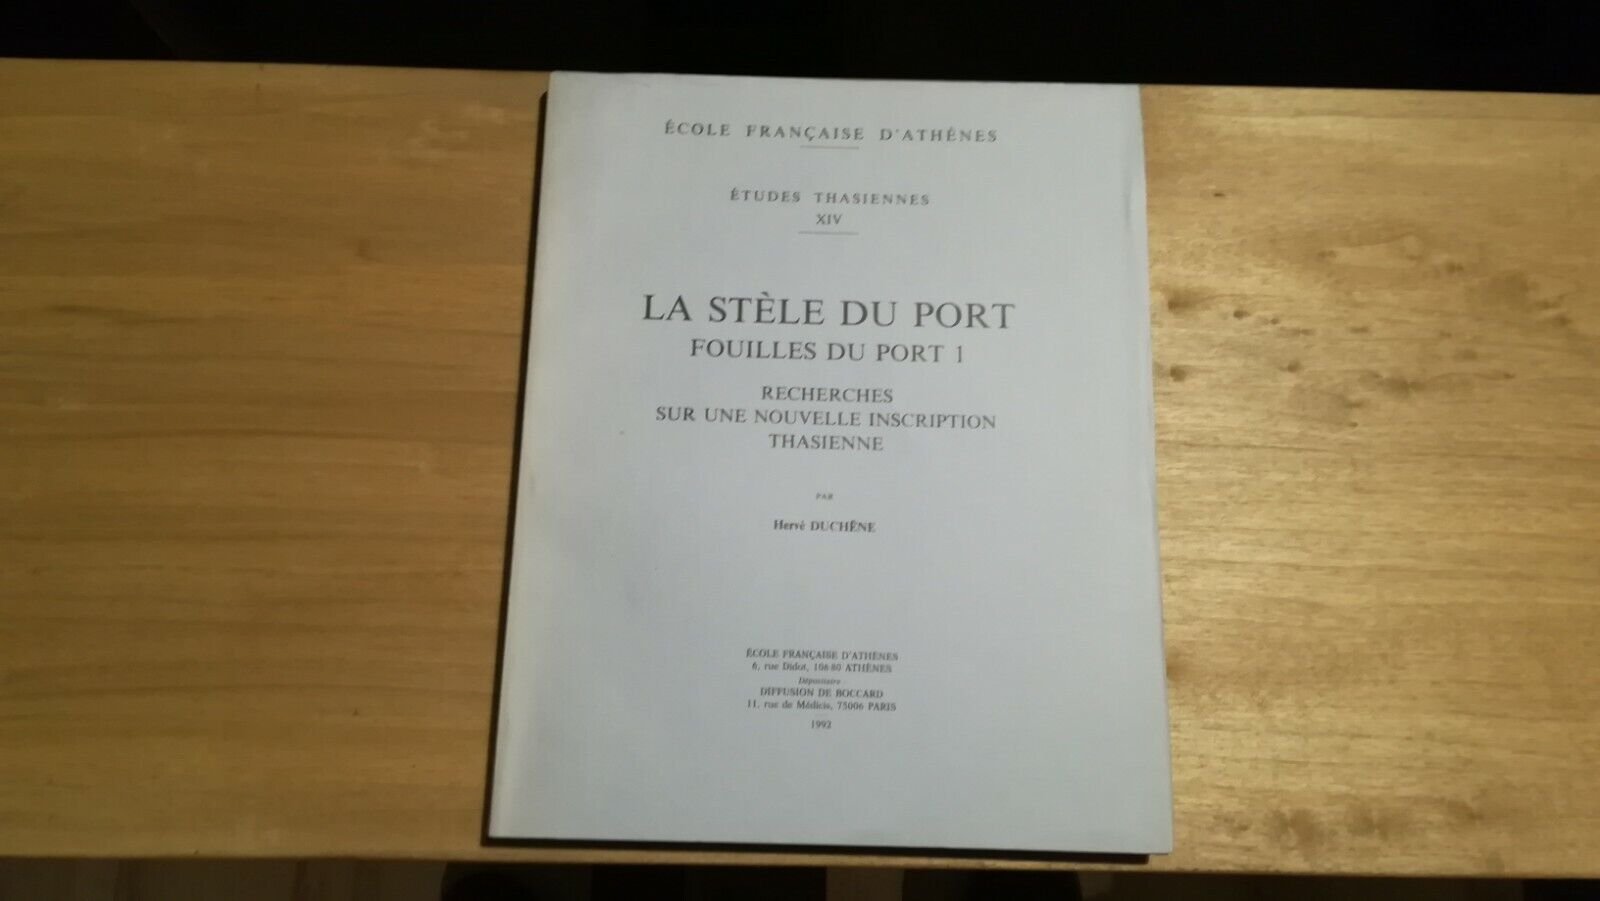 ÉCOLE FRANÇAISE D'ATHÈNES
ÉTUDES THASIENNES
XIV
LA STÈLE DU PORT
FOUILLES DU PORT 1
RECHERCHES
SUR UNE NOUVELLE INSCRIPTION
THASIENNE
PAR
Hervé DUCHÊNE
ÉCOLE FRANÇAISE D'ATHÈNES
6, rue Didot, 106 80 ATHÈNES
Dépositaire :
DIFFUSION DE BOCCARD
11, rue de Médicis, 75006 PARIS
1992